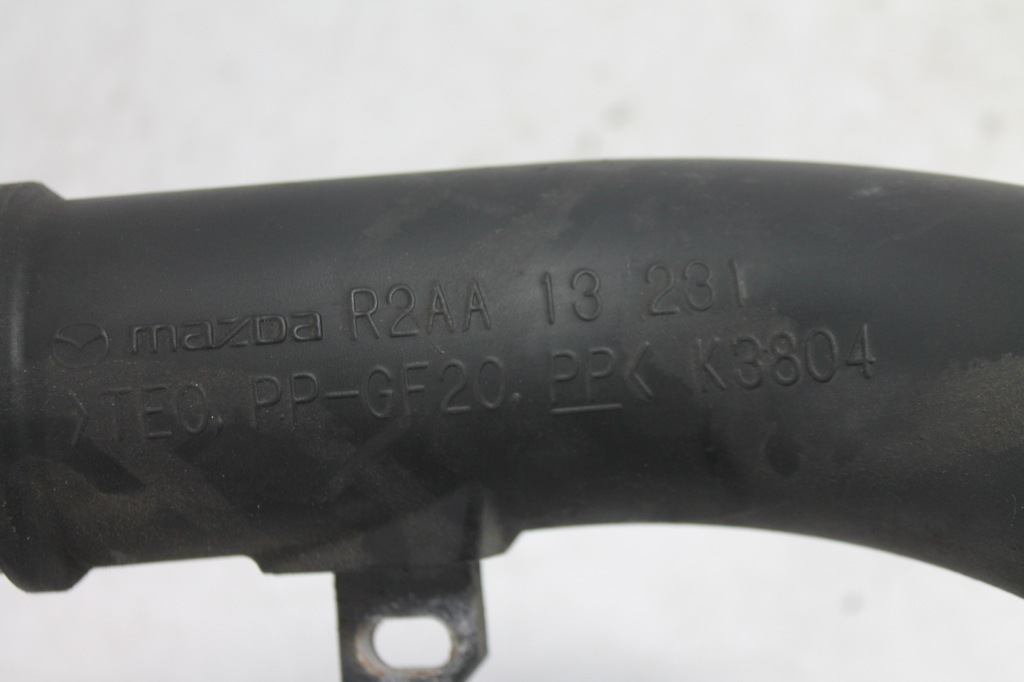 mazda R2AA 13 231
>TEO, PP-GF20, PP< K3804